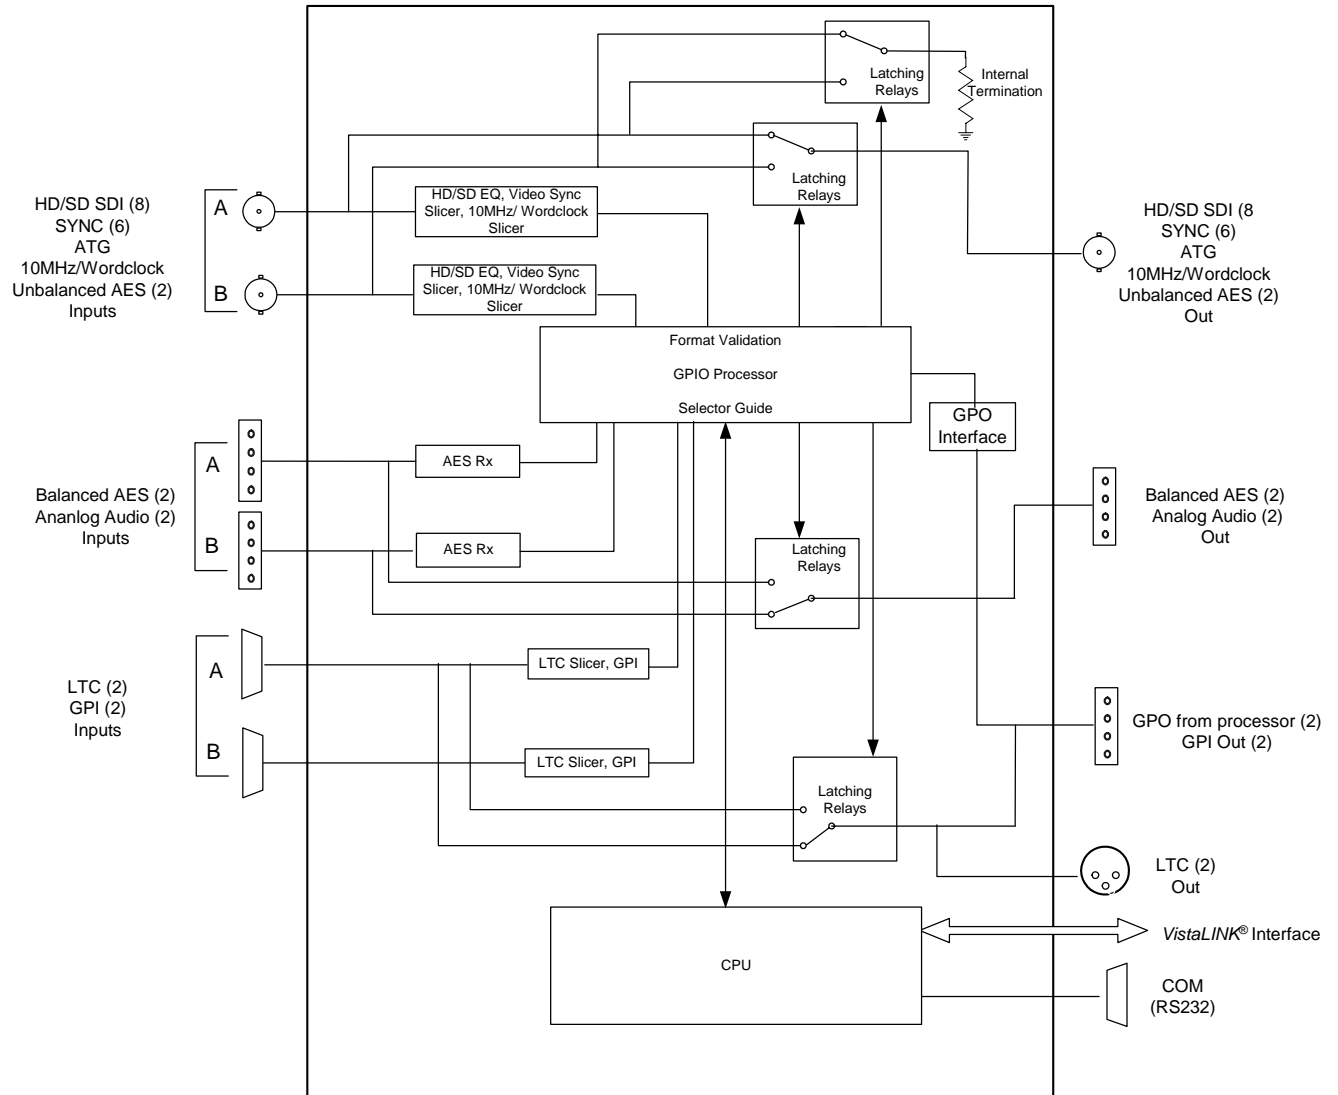 Latching
Relays
Internal
Termination
Latching
Relays
HD/SD SDI (8)
SYNC (6)
ATG
10MHz/Wordclock
Unbalanced AES (2)
Inputs
A
B
HD/SD EQ, Video Sync
Slicer, 10MHz/ Wordclock
Slicer
HD/SD EQ, Video Sync
Slicer, 10MHz/ Wordclock
Slicer
HD/SD SDI (8
SYNC (6)
ATG
10MHz/Wordclock
Unbalanced AES (2)
Out
Format Validation
GPIO Processor
Selector Guide
GPO
Interface
Balanced AES (2)
Ananlog Audio (2)
Inputs
A
B
AES Rx
AES Rx
Latching
Relays
Balanced AES (2)
Analog Audio (2)
Out
LTC (2)
GPI (2)
Inputs
A
B
LTC Slicer, GPI
LTC Slicer, GPI
Latching
Relays
GPO from processor (2)
GPI Out (2)
LTC (2)
Out
CPU
VistaLINK® Interface
COM
(RS232)